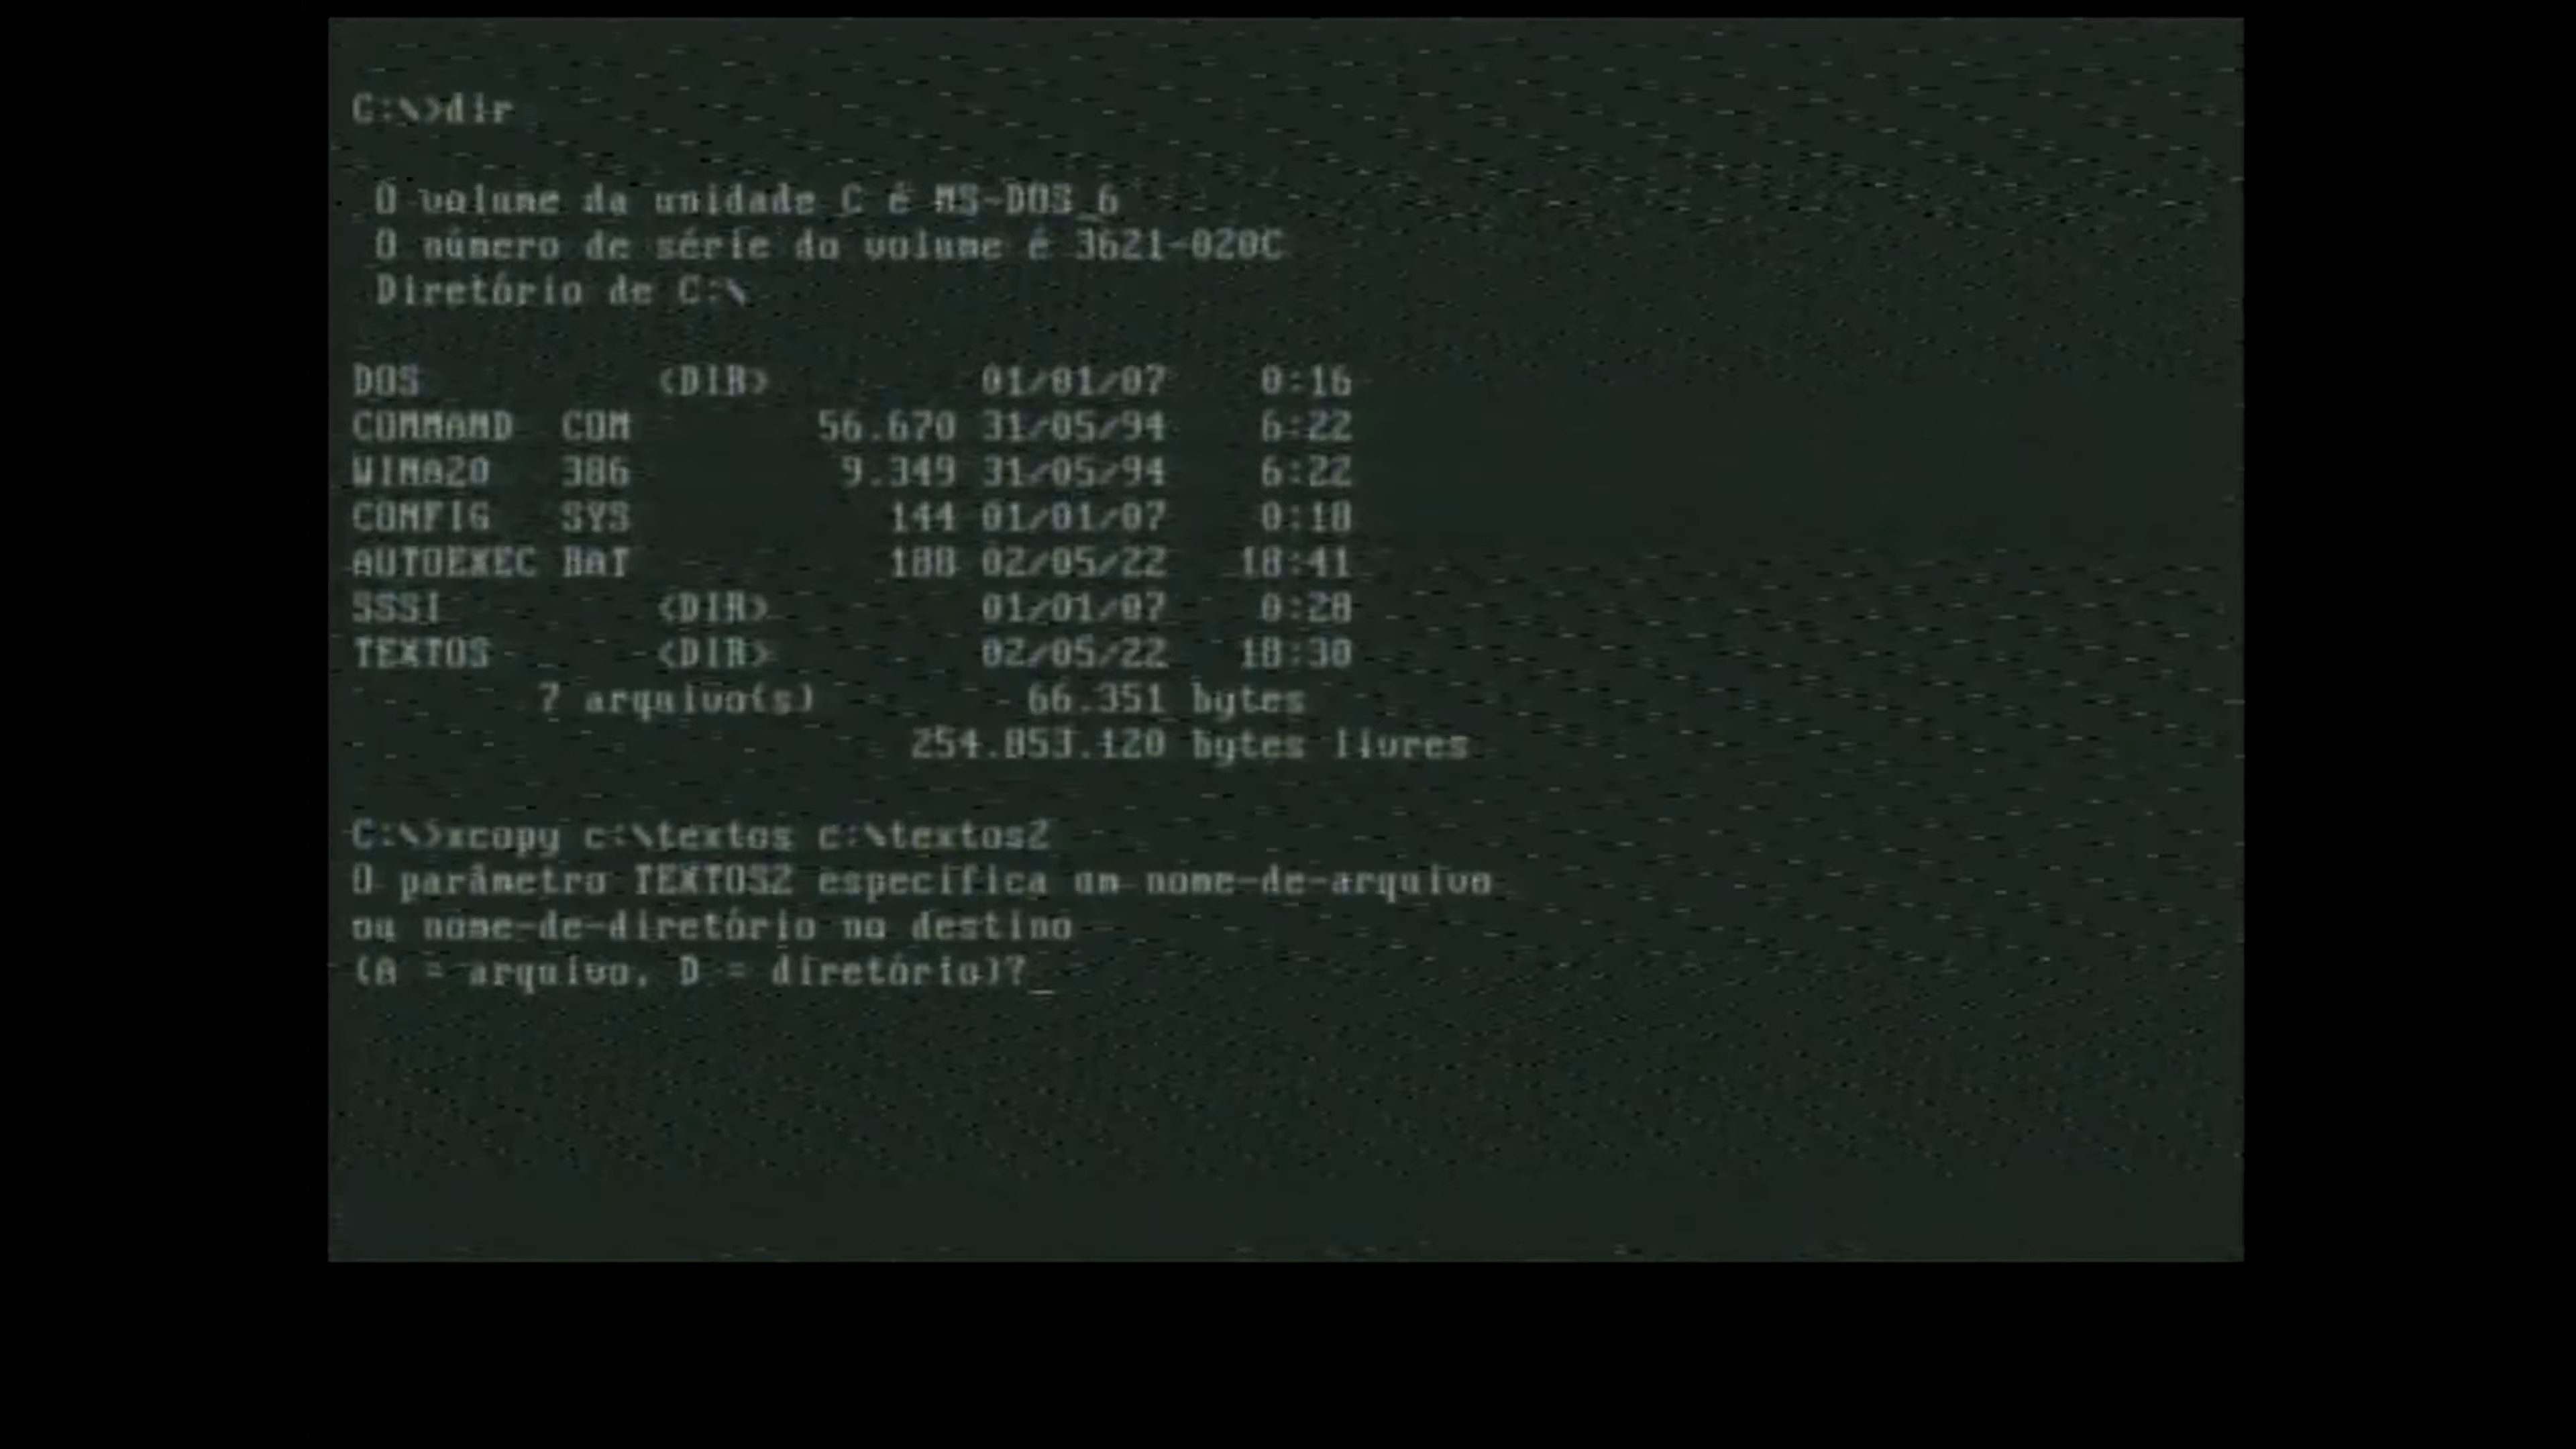 C:\>dir
O volume da unidade C é MS-DOS_6
O número de série do volume é 3621-020C
Diretório de C:\
DOS <DIR> 01/01/07 0:16
COMMAND COM 56.670 31/05/94 6:22
WINA20 386 9.349 31/05/94 6:22
CONFIG SYS 144 01/01/07 0:18
AUTOEXEC BAT 188 02/05/22 18:41
SSSI <DIR> 01/01/07 0:28
TEXTOS <DIR> 02/05/22 18:30
7 arquivo(s) 66.351 bytes
254.853.120 bytes livres
C:\>xcopy c:\textos c:\textos2
O parâmetro TEXTOS2 especifica um nome-de-arquivo
ou nome-de-diretório no destino
(A = arquivo, D = diretório)?_